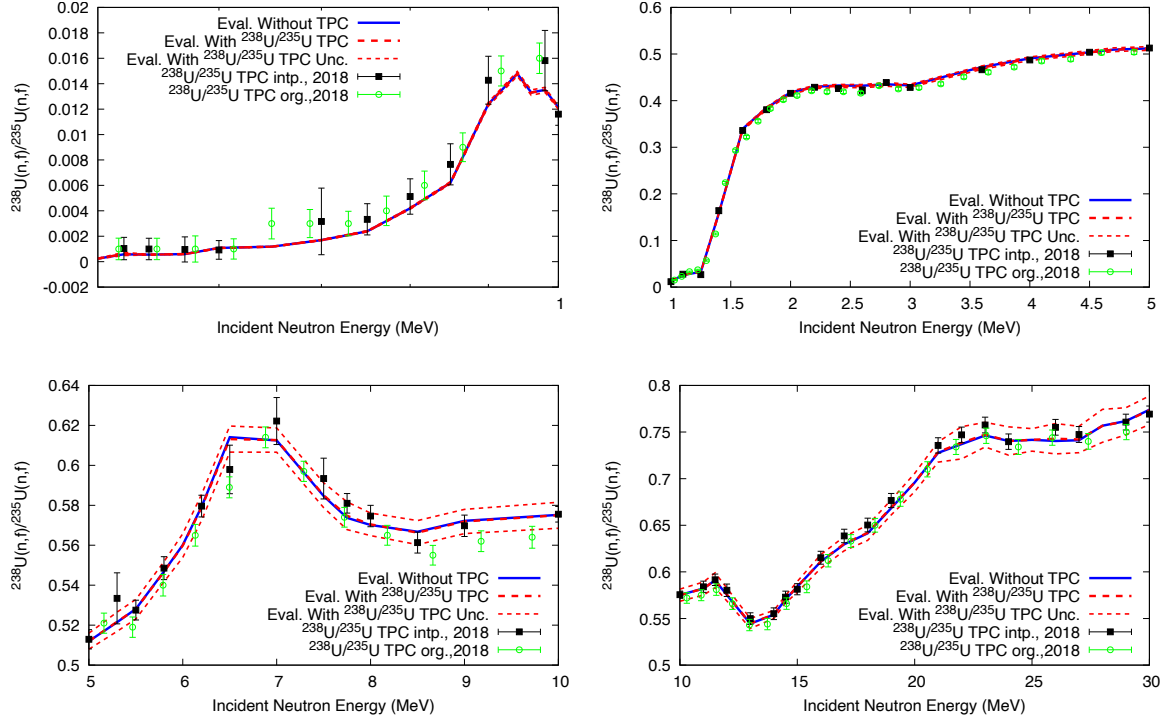 0.02
0.018
0.016
0.014
0.012
0.01
0.008
0.006
0.004
0.002
0
-0.002
²³⁸U(n,f)/²³⁵U(n,f)
Eval. Without TPC
Eval. With ²³⁸U/²³⁵U TPC
Eval. With ²³⁸U/²³⁵U TPC Unc.
²³⁸U/²³⁵U TPC intp., 2018
²³⁸U/²³⁵U TPC org.,2018
1
Incident Neutron Energy (MeV)
0.6
0.5
0.4
0.3
0.2
0.1
0
²³⁸U(n,f)/²³⁵U(n,f)
Eval. Without TPC
Eval. With ²³⁸U/²³⁵U TPC
Eval. With ²³⁸U/²³⁵U TPC Unc.
²³⁸U/²³⁵U TPC intp., 2018
²³⁸U/²³⁵U TPC org.,2018
1 1.5 2 2.5 3 3.5 4 4.5 5
Incident Neutron Energy (MeV)
0.64
0.62
0.6
0.58
0.56
0.54
0.52
0.5
²³⁸U(n,f)/²³⁵U(n,f)
Eval. Without TPC
Eval. With ²³⁸U/²³⁵U TPC
Eval. With ²³⁸U/²³⁵U TPC Unc.
²³⁸U/²³⁵U TPC intp., 2018
²³⁸U/²³⁵U TPC org.,2018
5 6 7 8 9 10
Incident Neutron Energy (MeV)
0.8
0.75
0.7
0.65
0.6
0.55
0.5
²³⁸U(n,f)/²³⁵U(n,f)
Eval. Without TPC
Eval. With ²³⁸U/²³⁵U TPC
Eval. With ²³⁸U/²³⁵U TPC Unc.
²³⁸U/²³⁵U TPC intp., 2018
²³⁸U/²³⁵U TPC org.,2018
10 15 20 25 30
Incident Neutron Energy (MeV)